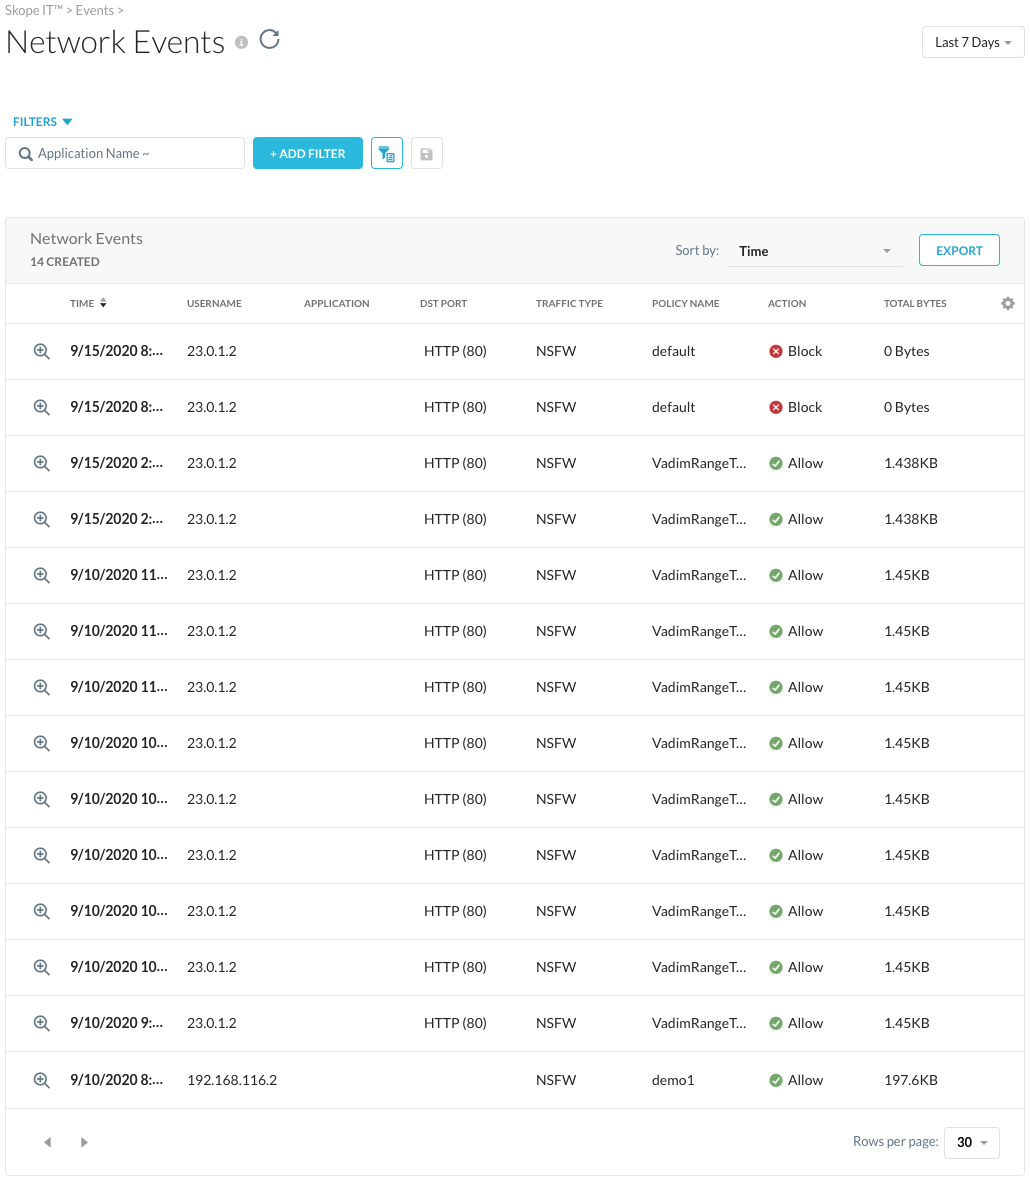 Skope IT™ > Events >
Network Events
Last 7 Days
FILTERS
Application Name ~
+ ADD FILTER
Network Events
14 CREATED
Sort by: Time
EXPORT
TIME USERNAME APPLICATION DST PORT TRAFFIC TYPE POLICY NAME ACTION TOTAL BYTES
9/15/2020 8:... 23.0.1.2 HTTP (80) NSFW default Block 0 Bytes
9/15/2020 8:... 23.0.1.2 HTTP (80) NSFW default Block 0 Bytes
9/15/2020 2:... 23.0.1.2 HTTP (80) NSFW VadimRangeT... Allow 1.438KB
9/15/2020 2:... 23.0.1.2 HTTP (80) NSFW VadimRangeT... Allow 1.438KB
9/10/2020 11... 23.0.1.2 HTTP (80) NSFW VadimRangeT... Allow 1.45KB
9/10/2020 11... 23.0.1.2 HTTP (80) NSFW VadimRangeT... Allow 1.45KB
9/10/2020 11... 23.0.1.2 HTTP (80) NSFW VadimRangeT... Allow 1.45KB
9/10/2020 10... 23.0.1.2 HTTP (80) NSFW VadimRangeT... Allow 1.45KB
9/10/2020 10... 23.0.1.2 HTTP (80) NSFW VadimRangeT... Allow 1.45KB
9/10/2020 10... 23.0.1.2 HTTP (80) NSFW VadimRangeT... Allow 1.45KB
9/10/2020 10... 23.0.1.2 HTTP (80) NSFW VadimRangeT... Allow 1.45KB
9/10/2020 10... 23.0.1.2 HTTP (80) NSFW VadimRangeT... Allow 1.45KB
9/10/2020 9:... 23.0.1.2 HTTP (80) NSFW VadimRangeT... Allow 1.45KB
9/10/2020 8:... 192.168.116.2 NSFW demo1 Allow 197.6KB
Rows per page: 30